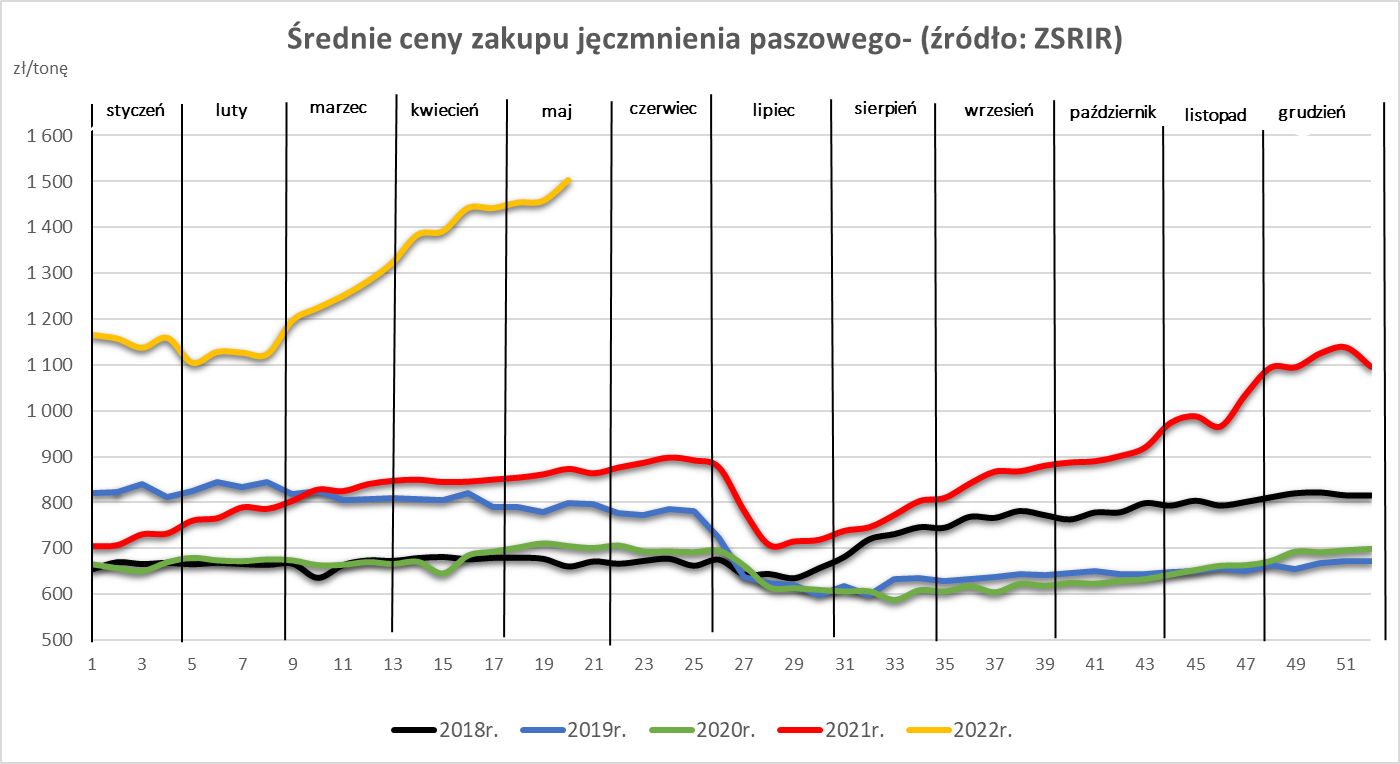 Średnie ceny zakupu jęczmnienia paszowego- (źródło: ZSRIR)
zł/tonę
styczeń luty marzec kwiecień maj czerwiec lipiec sierpień wrzesień październik listopad grudzień
1 600
1 500
1 400
1 300
1 200
1 100
1 000
900
800
700
600
500
1 3 5 7 9 11 13 15 17 19 21 23 25 27 29 31 33 35 37 39 41 43 45 47 49 51
2018r. 2019r. 2020r. 2021r. 2022r.